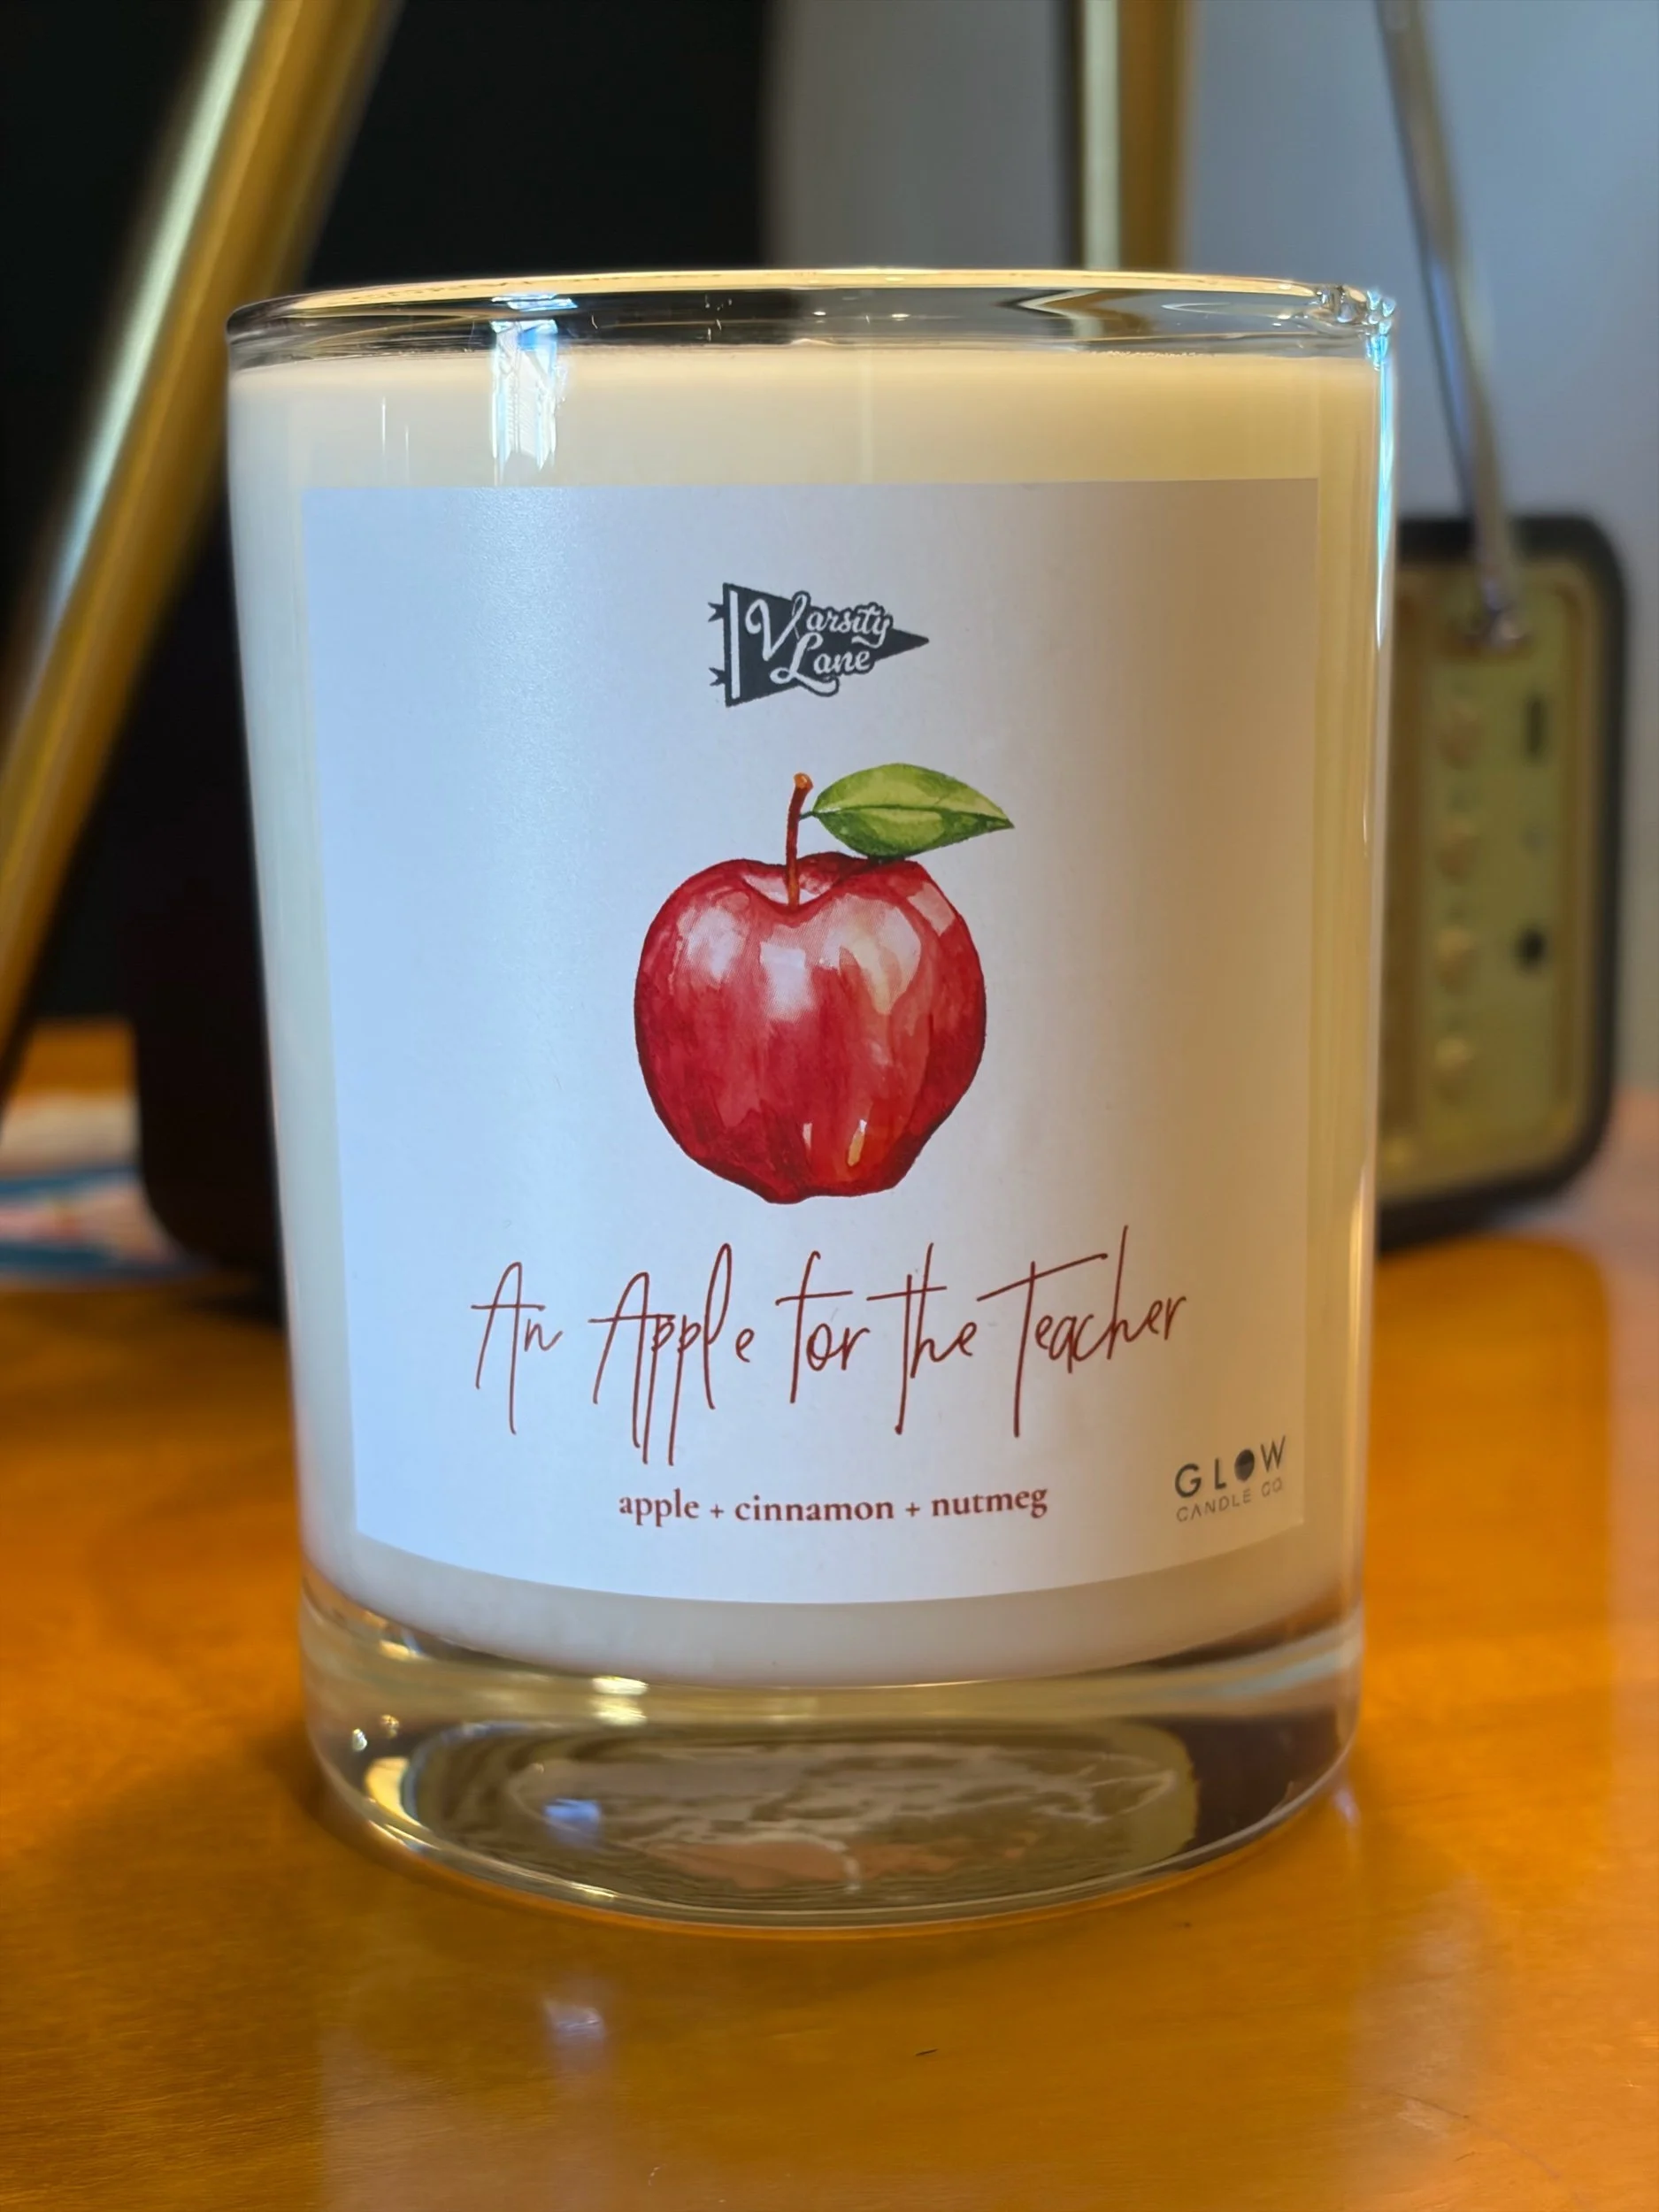 Varsity
Lane
An Apple for the Teacher
apple + cinnamon + nutmeg
GLOW
CANDLE CO.